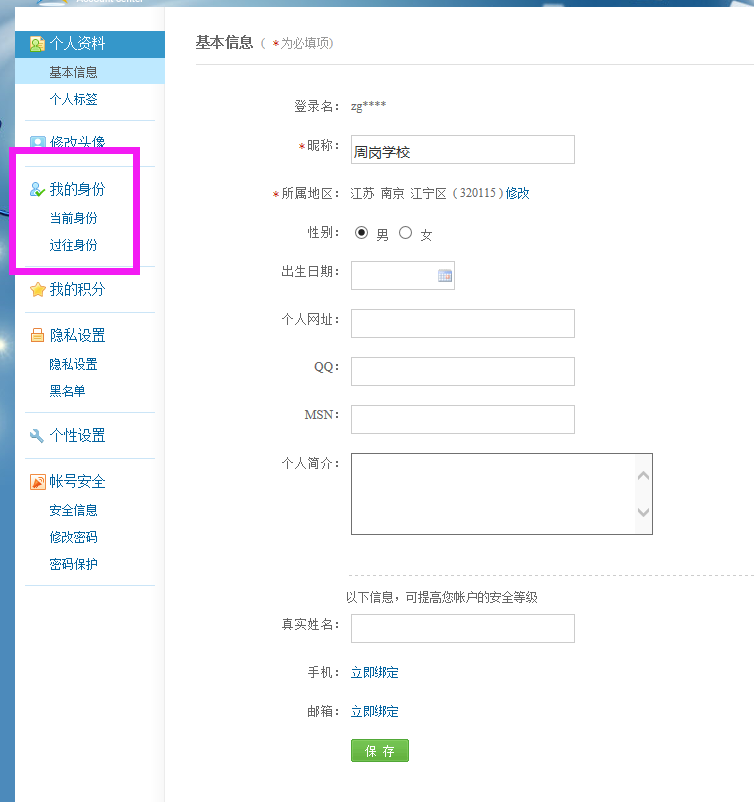 Account Center
个人资料
基本信息
个人标签
修改头像
我的身份
当前身份
过往身份
我的积分
隐私设置
隐私设置
黑名单
个性设置
帐号安全
安全信息
修改密码
密码保护
基本信息 ( *为必填项)
登录名: zg****
*昵称: 周岗学校
*所属地区: 江苏 南京 江宁区 ( 320115 ) 修改
性别: 男 女
出生日期:
个人网址:
QQ:
MSN:
个人简介:
以下信息，可提高您帐户的安全等级
真实姓名:
手机: 立即绑定
邮箱: 立即绑定
保 存